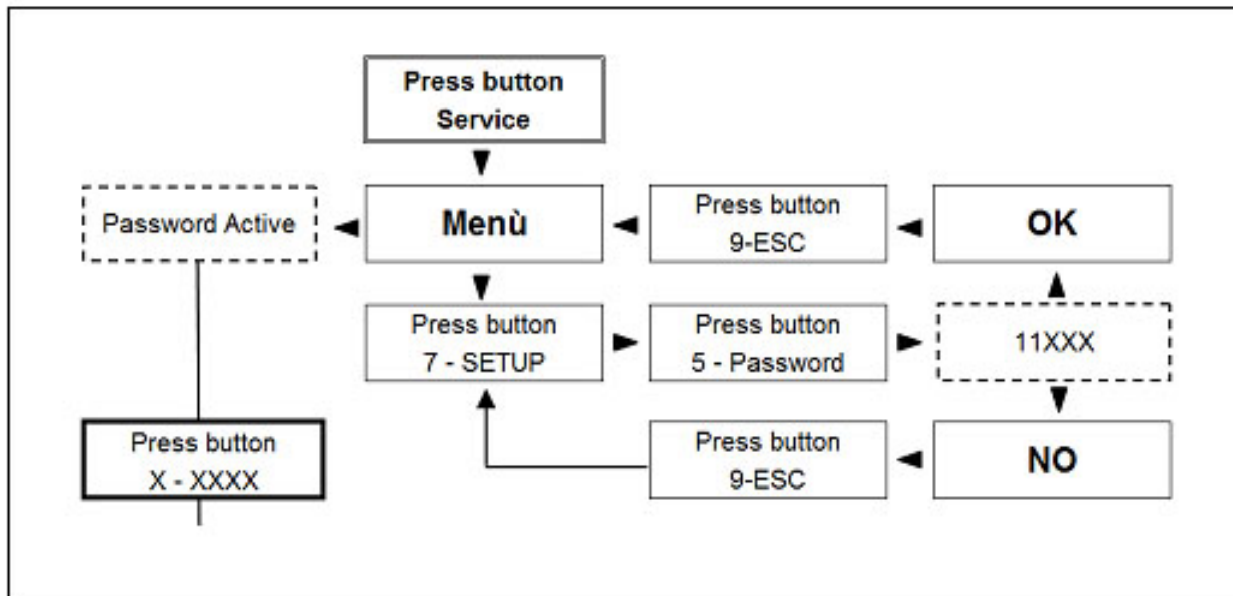 Press button
Service
Password Active
Menù
Press button
9-ESC
OK
Press button
7 - SETUP
Press button
5 - Password
11XXX
Press button
X - XXXX
Press button
9-ESC
NO